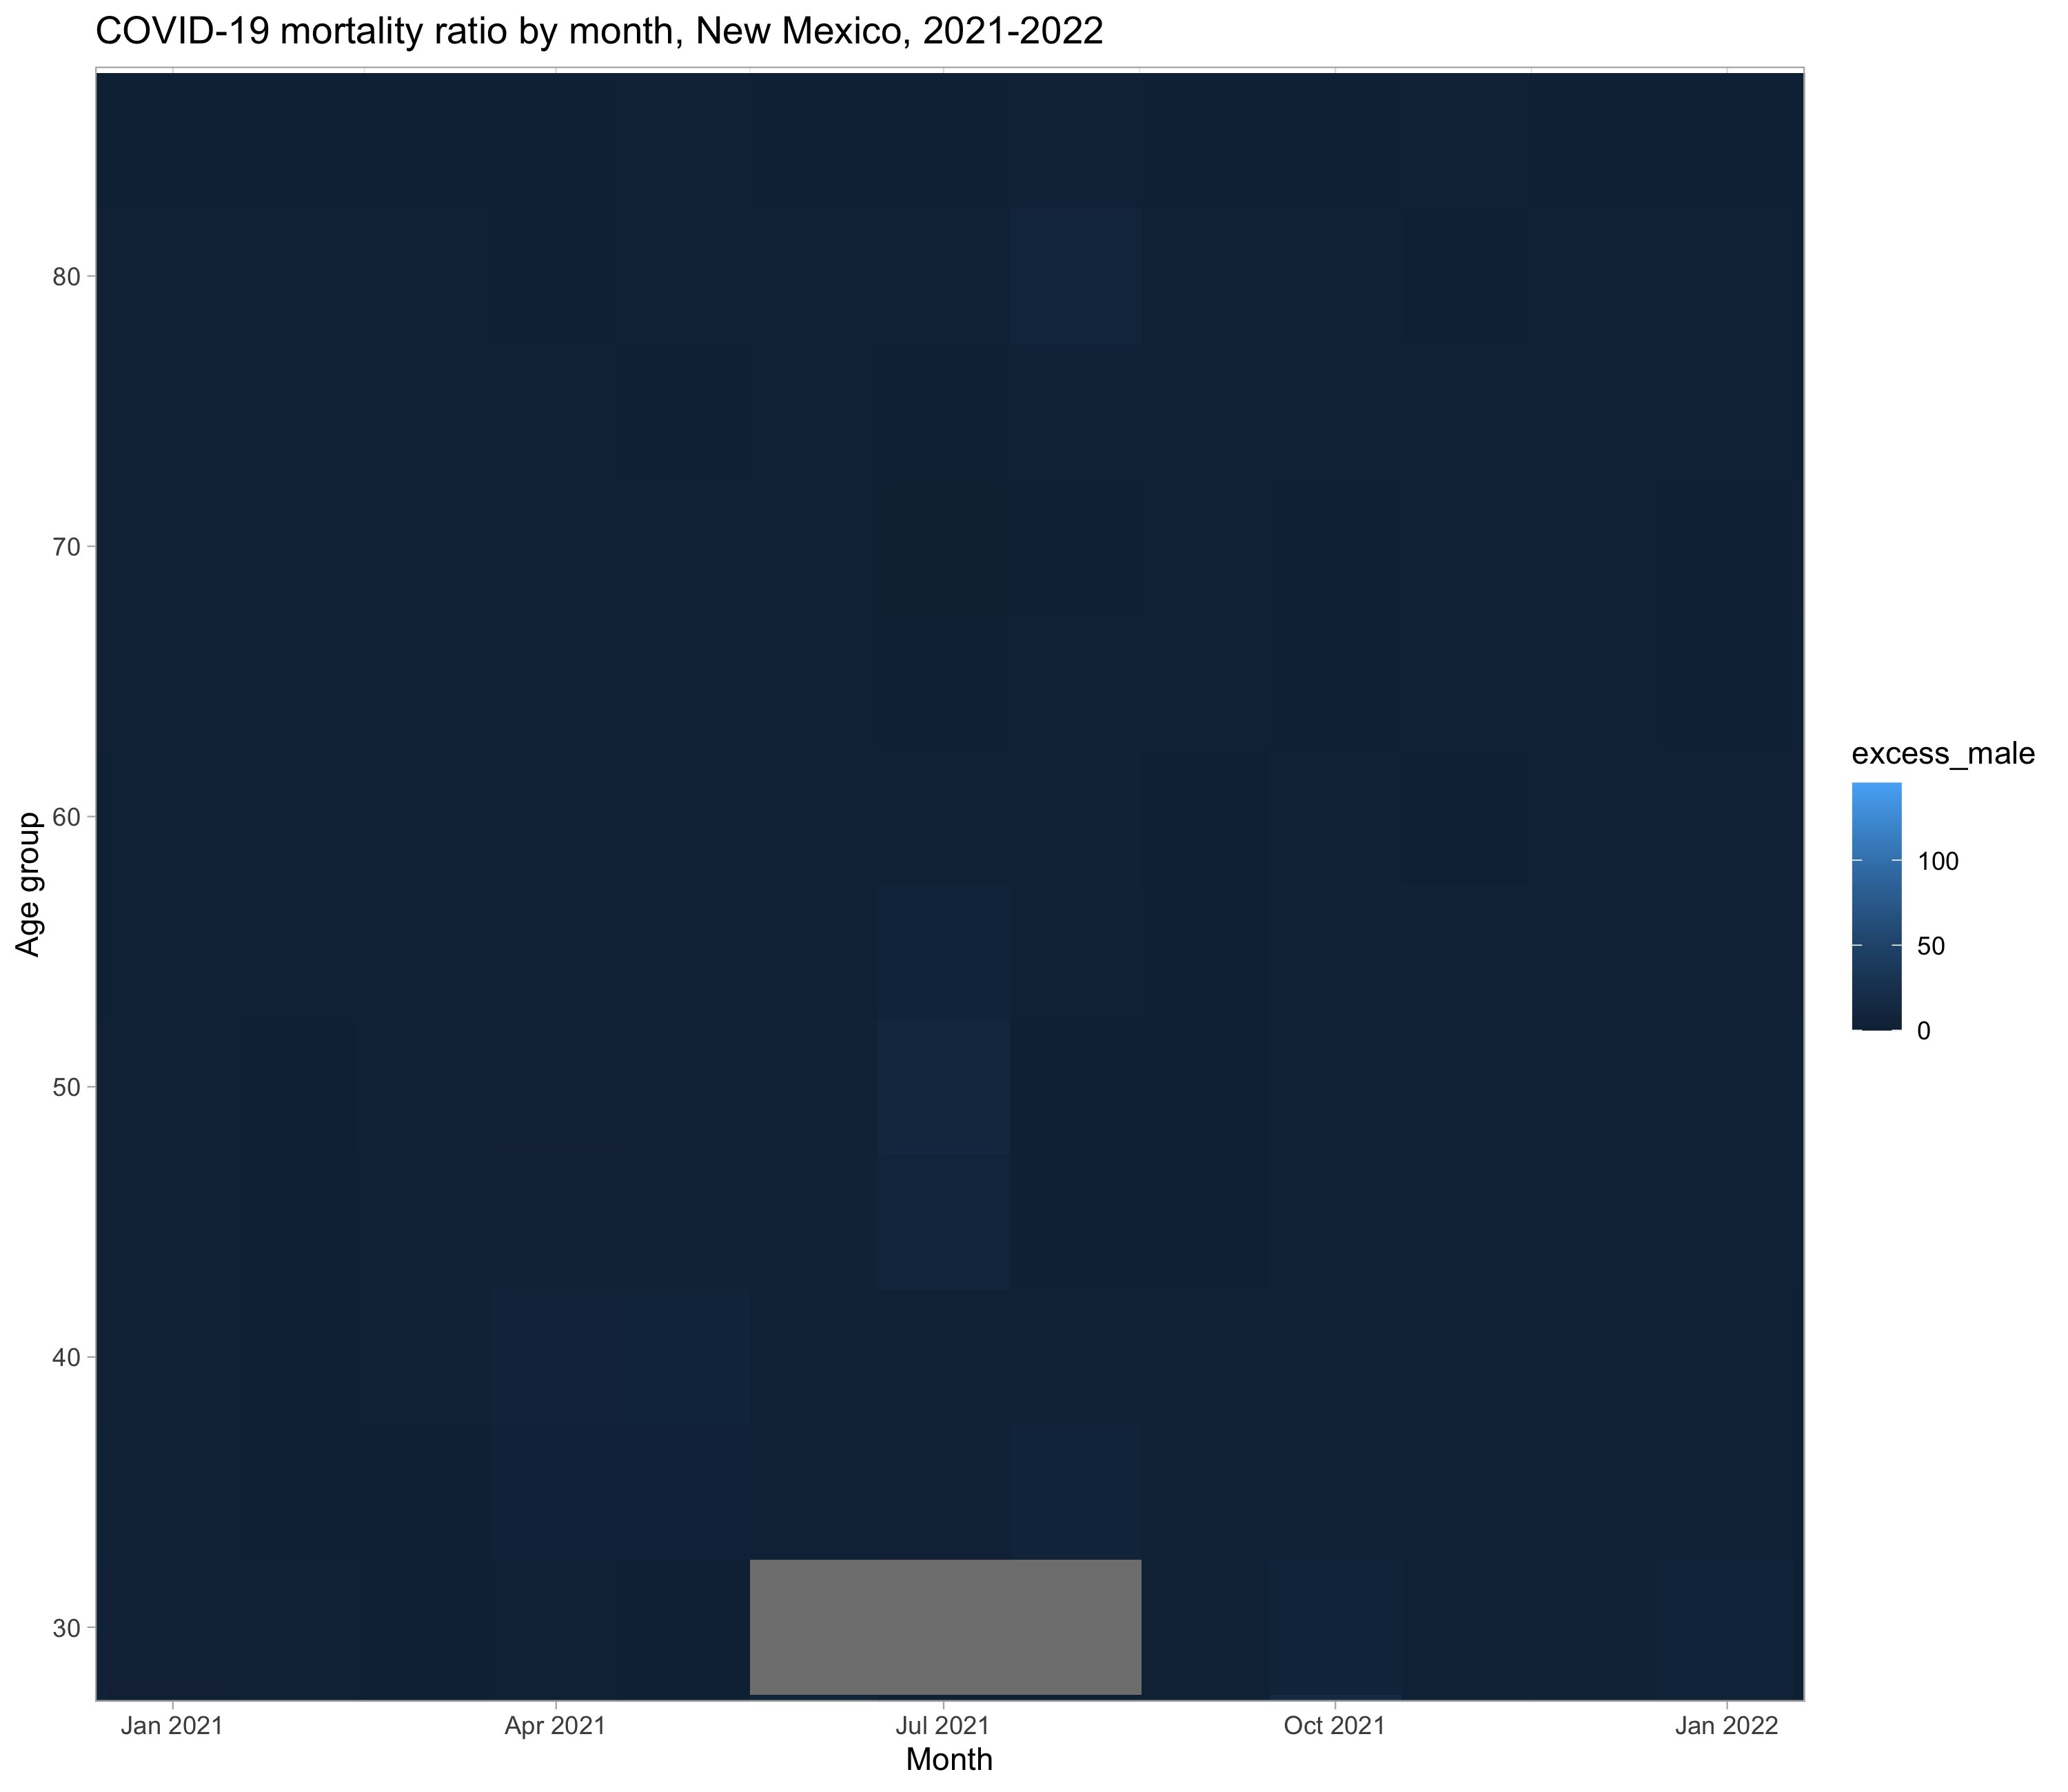 COVID-19 mortality ratio by month, New Mexico, 2021-2022
Age group
80
70
60
50
40
30
Jan 2021
Apr 2021
Jul 2021
Oct 2021
Jan 2022
Month
excess_male
100
50
0